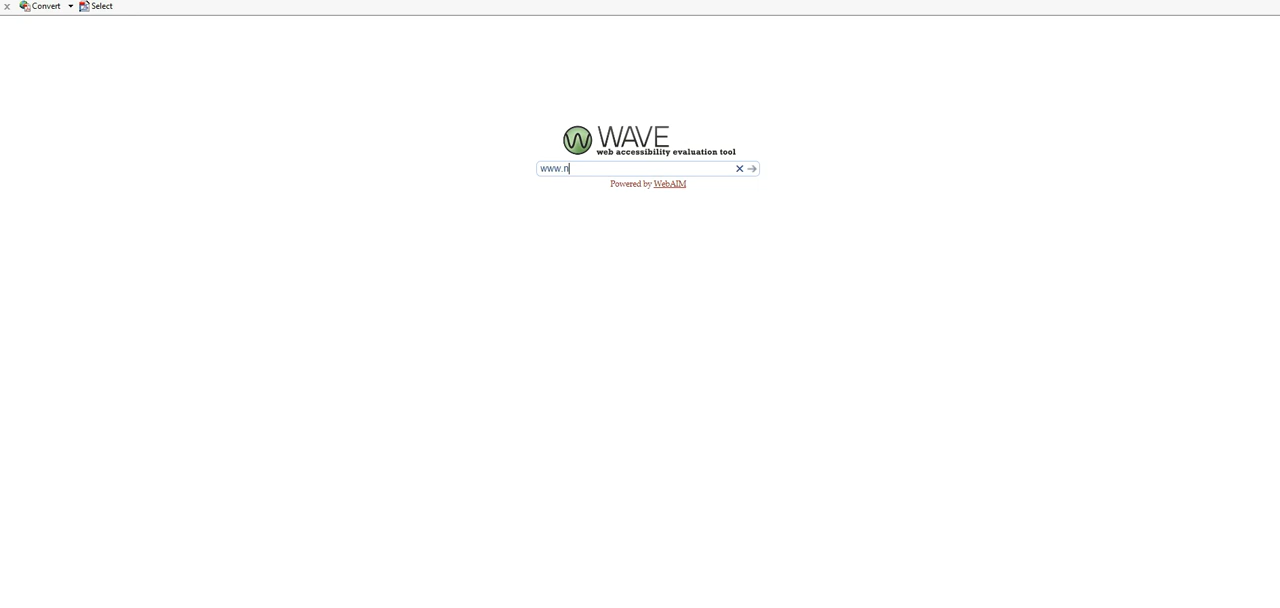 x Convert Select
WAVE
web accessibility evaluation tool
www.n
Powered by WebAIM